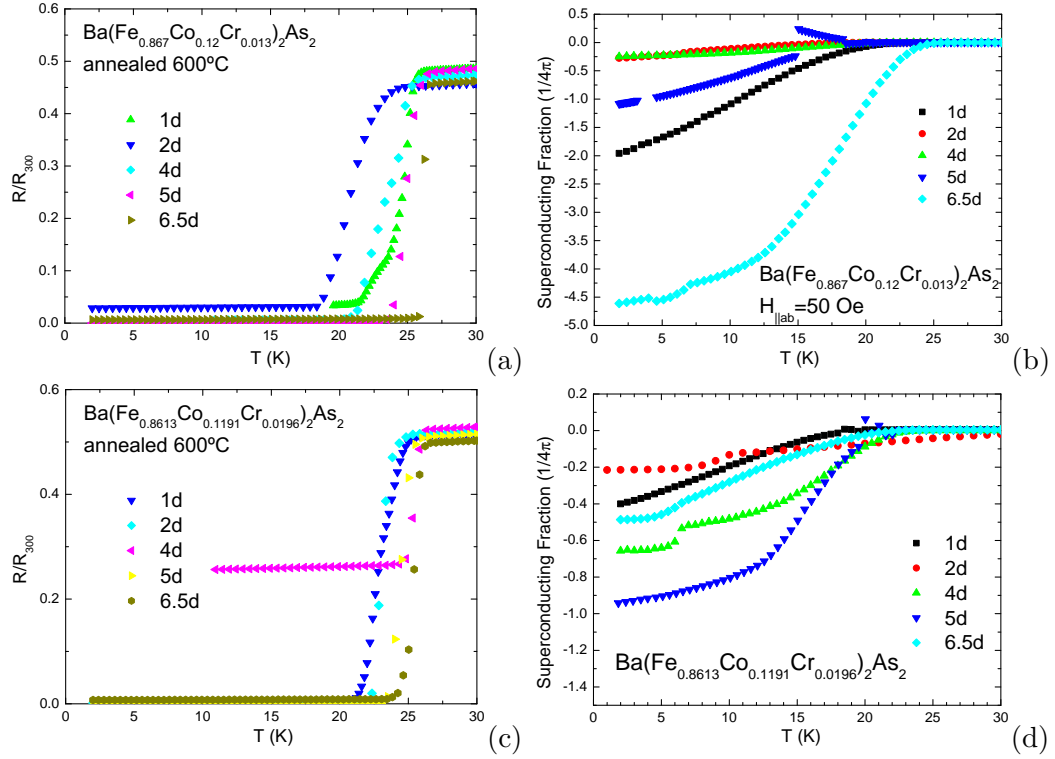 Ba(Fe0.867Co0.12Cr0.013)2As2
annealed 600ºC
1d
2d
4d
5d
6.5d
R/R300
0.6
0.5
0.4
0.3
0.2
0.1
0.0
0 5 10 15 20 25 30
T (K)
(a)
Superconducting Fraction (1/4π)
0.5
0.0
-0.5
-1.0
-1.5
-2.0
-2.5
-3.0
-3.5
-4.0
-4.5
-5.0
1d
2d
4d
5d
6.5d
Ba(Fe0.867Co0.12Cr0.013)2As2
H||ab=50 Oe
0 5 10 15 20 25 30
T (K)
(b)
Ba(Fe0.8613Co0.1191Cr0.0196)2As2
annealed 600ºC
1d
2d
4d
5d
6.5d
R/R300
0.6
0.4
0.2
0.0
0 5 10 15 20 25 30
T (K)
(c)
Superconducting Fraction (1/4π)
0.2
0.0
-0.2
-0.4
-0.6
-0.8
-1.0
-1.2
-1.4
1d
2d
4d
5d
6.5d
Ba(Fe0.8613Co0.1191Cr0.0196)2As2
0 5 10 15 20 25 30
T (K)
(d)